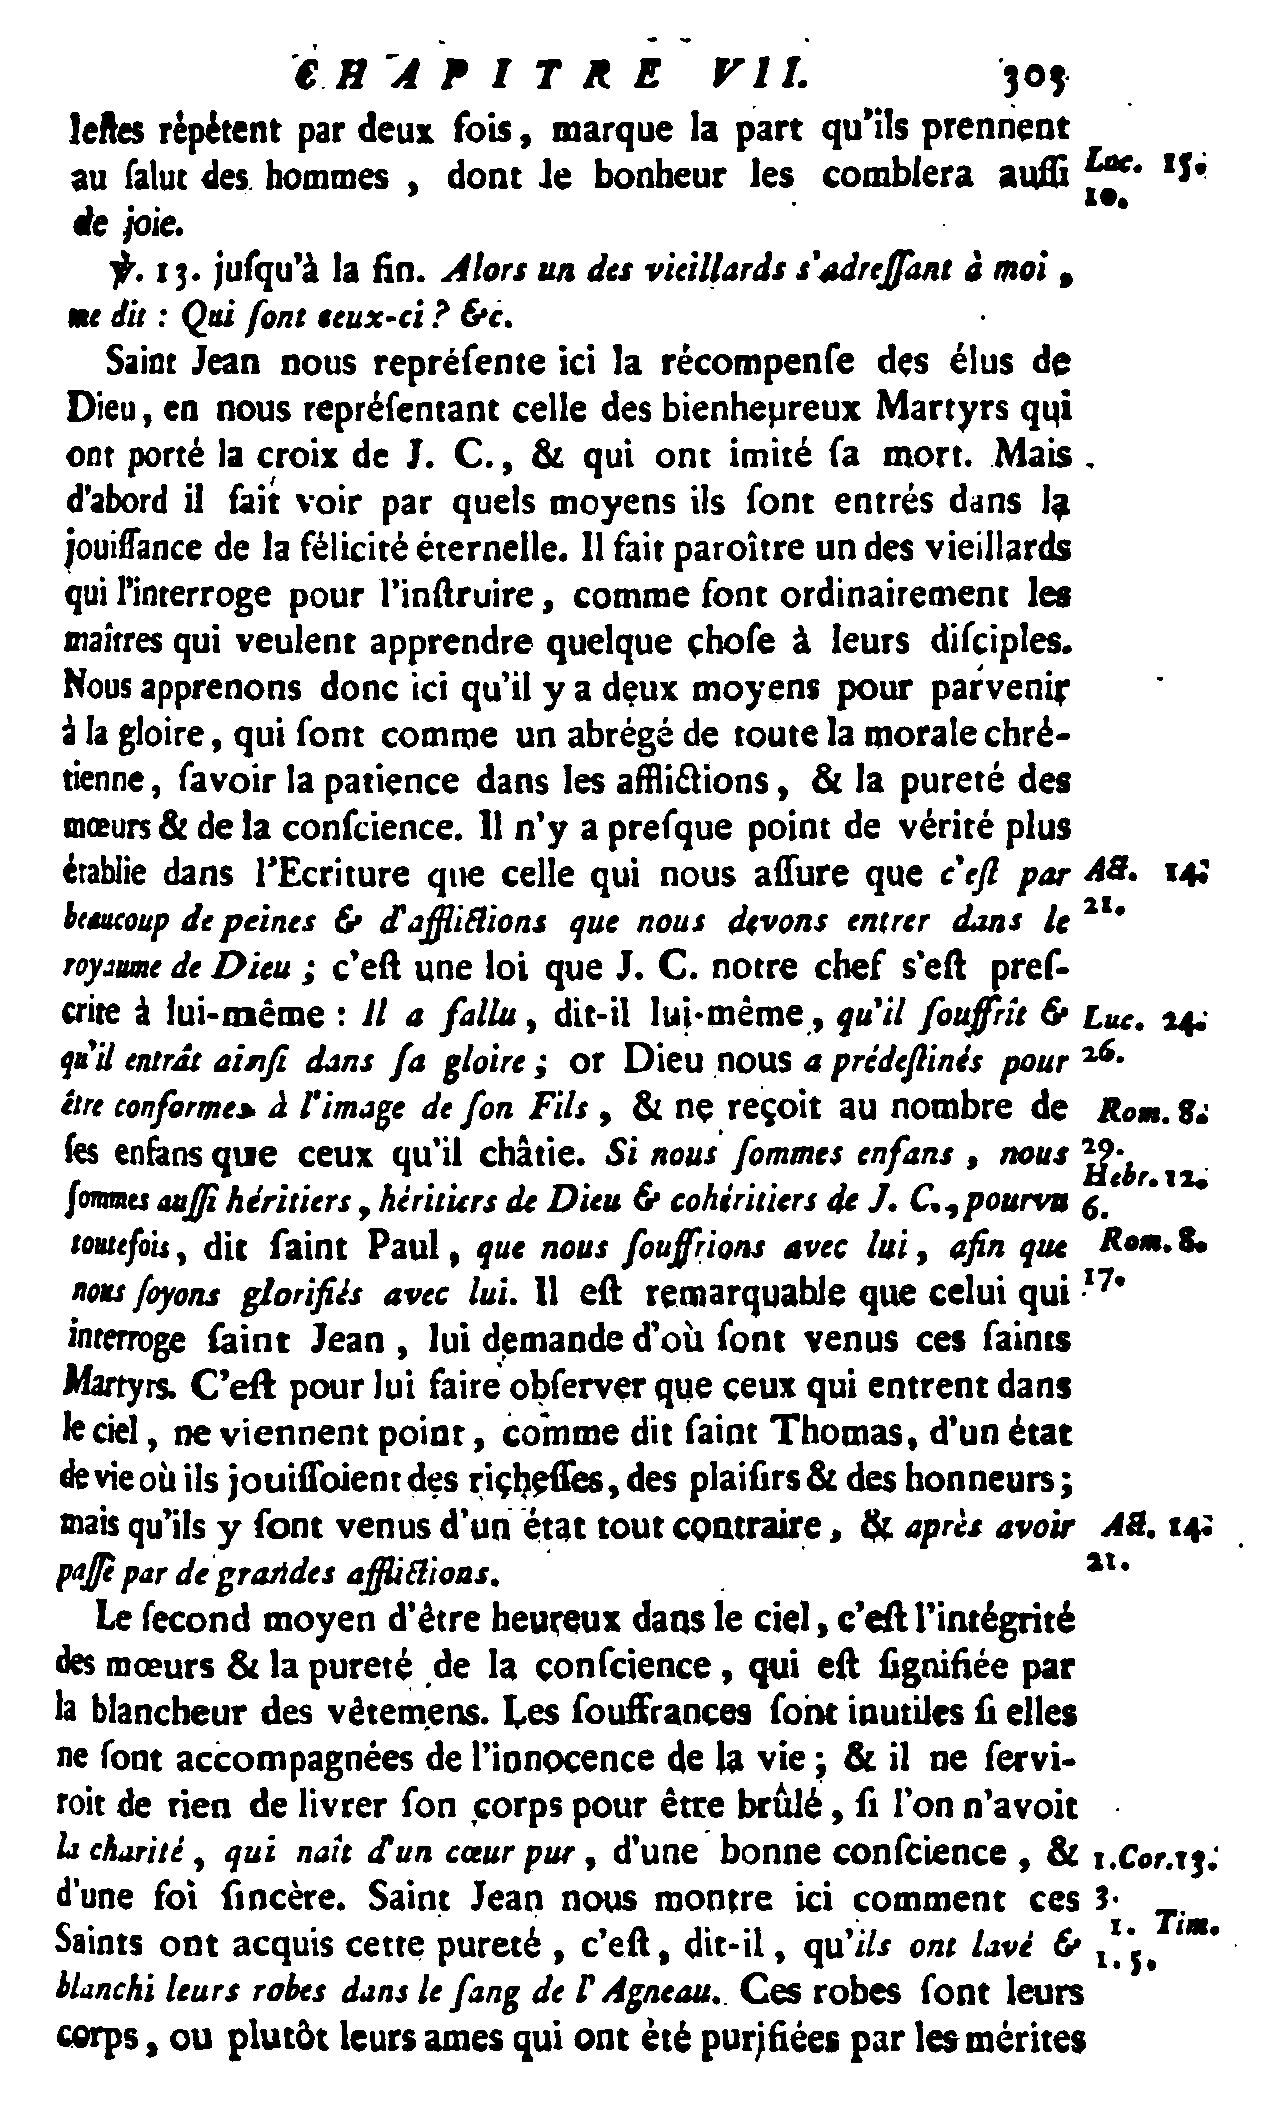 CHAPITRE VII. 305
lestes répétent par deux fois, marque la part qu'ils prennent
au salut des hommes, dont le bonheur les comblera aussi
Luc. 15.
10.
de joie.
℣. 13. jusqu'à la fin. Alors un des vieillards s'adressant à moi,
me dit : Qui sont ceux-ci ? &c.
Saint Jean nous repréſente ici la récompenſe des élus de
Dieu, en nous repréſentant celle des bienheureux Martyrs qui
ont porté la croix de J. C., & qui ont imité ſa mort. Mais
d'abord il fait voir par quels moyens ils ſont entrés dans la
jouiſſance de la félicité éternelle. Il fait paroître un des vieillards
qui l'interroge pour l'inſtruire, comme font ordinairement les
maîtres qui veulent apprendre quelque choſe à leurs diſciples.
Nous apprenons donc ici qu'il y a deux moyens pour parvenir
à la gloire, qui ſont comme un abrégé de toute la morale chré-
tienne, ſavoir la patience dans les afflictions, & la pureté des
mœurs & de la conſcience. Il n'y a preſque point de vérité plus
établie dans l'Ecriture que celle qui nous aſſure que c'eſt par
Act. 14.
21.
beaucoup de peines & d'afflictions que nous devons entrer dans le
royaume de Dieu ; c'eſt une loi que J. C. notre chef s'eſt preſ-
crite à lui-même : Il a fallu, dit-il lui-même, qu'il ſouffrît &
Luc. 24.
26.
qu'il entrât ainſi dans ſa gloire ; or Dieu nous a prédeſtinés pour
être conformes à l'image de ſon Fils, & ne reçoit au nombre de
Rom. 8.
29.
ſes enfans que ceux qu'il châtie. Si nous ſommes enfans, nous
Hebr. 12.
6.
ſommes auſſi héritiers, héritiers de Dieu & cohéritiers de J. C., pourvu
toutefois, dit ſaint Paul, que nous ſouffrions avec lui, afin que
Rom. 8.
17.
nous ſoyons glorifiés avec lui. Il eſt remarquable que celui qui
interroge ſaint Jean, lui demande d'où ſont venus ces ſaints
Martyrs. C'eſt pour lui faire obſerver que ceux qui entrent dans
le ciel, ne viennent point, comme dit ſaint Thomas, d'un état
de vie où ils jouiſſoient des richeſſes, des plaiſirs & des honneurs ;
mais qu'ils y ſont venus d'un état tout contraire, & après avoir
Act. 14.
21.
paſſé par de grandes afflictions.
Le ſecond moyen d'être heureux dans le ciel, c'eſt l'intégrité
des mœurs & la pureté de la conſcience, qui eſt ſignifiée par
la blancheur des vêtemens. Les ſouffrances ſont inutiles ſi elles
ne ſont accompagnées de l'innocence de la vie ; & il ne ſervi-
roit de rien de livrer ſon corps pour être brûlé, ſi l'on n'avoit
la charité, qui naît d'un cœur pur, d'une bonne conſcience, &
1. Cor. 13.
3.
d'une foi ſincère. Saint Jean nous montre ici comment ces
1. Tim.
1. 5.
Saints ont acquis cette pureté, c'eſt, dit-il, qu'ils ont lavé &
blanchi leurs robes dans le ſang de l'Agneau. Ces robes ſont leurs
corps, ou plutôt leurs ames qui ont été purifiées par les mérites